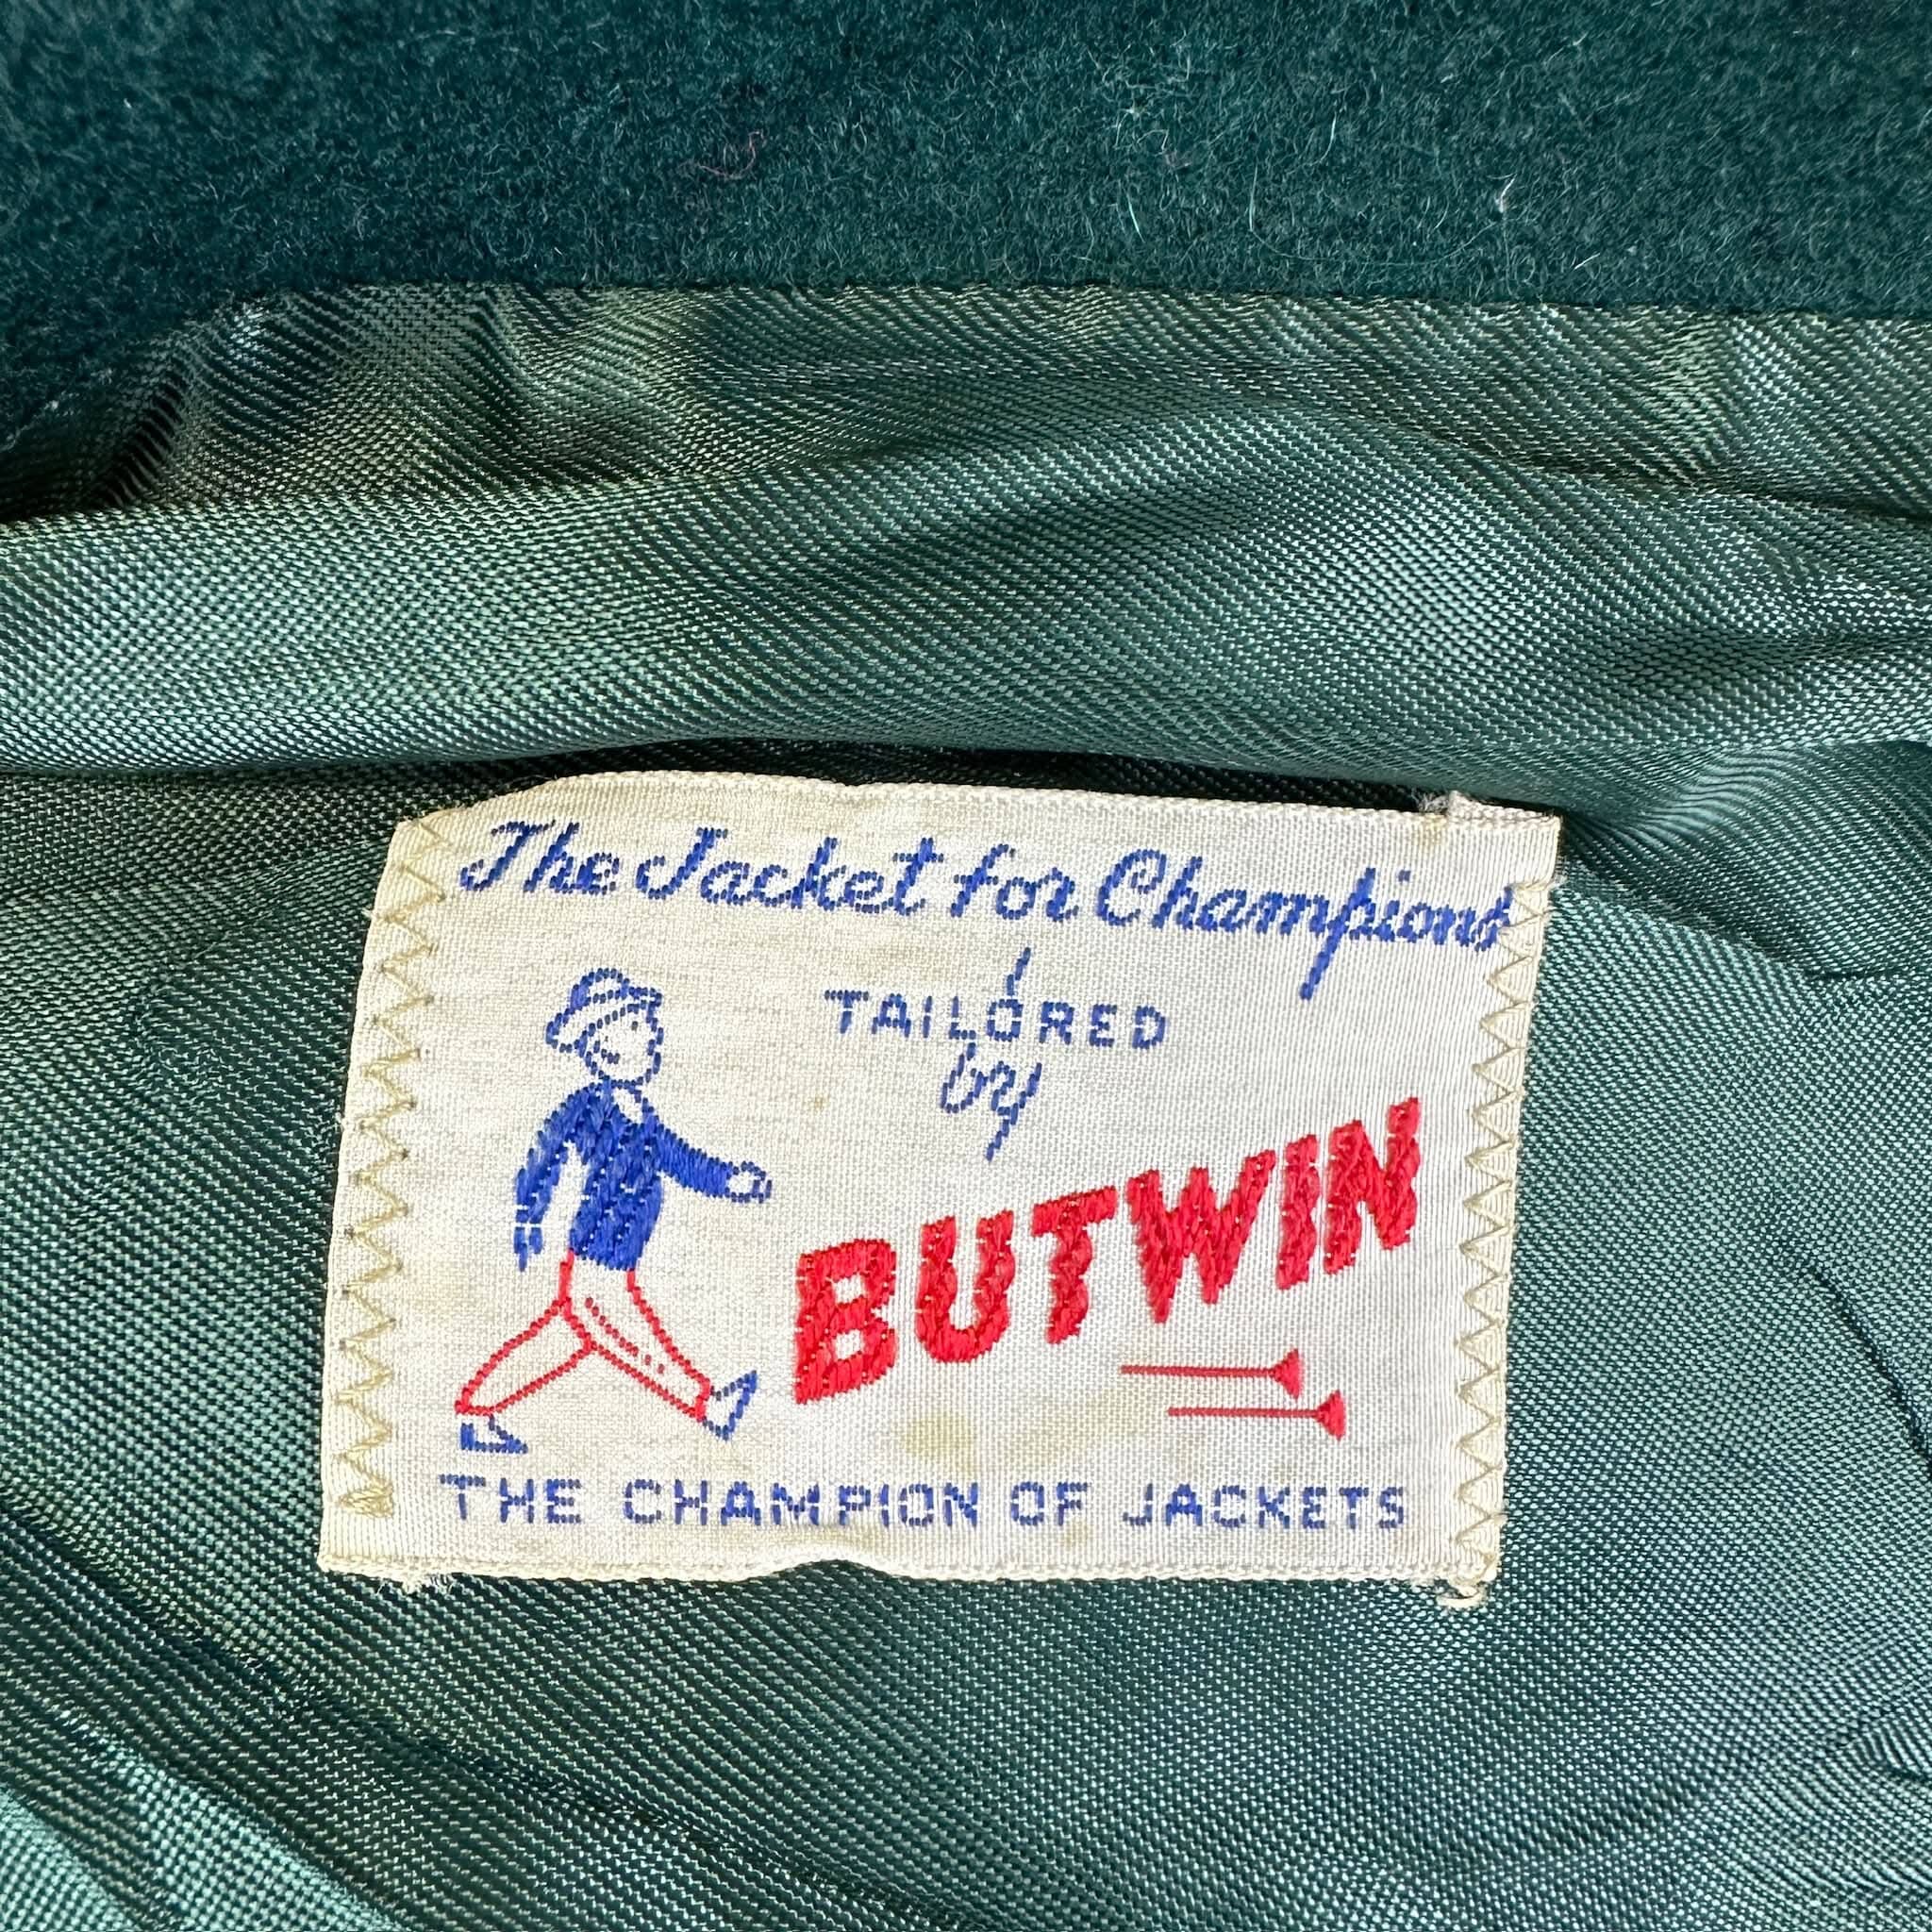 The Jacket for Champions
TAILORED
by
BUTWIN
THE CHAMPION OF JACKETS